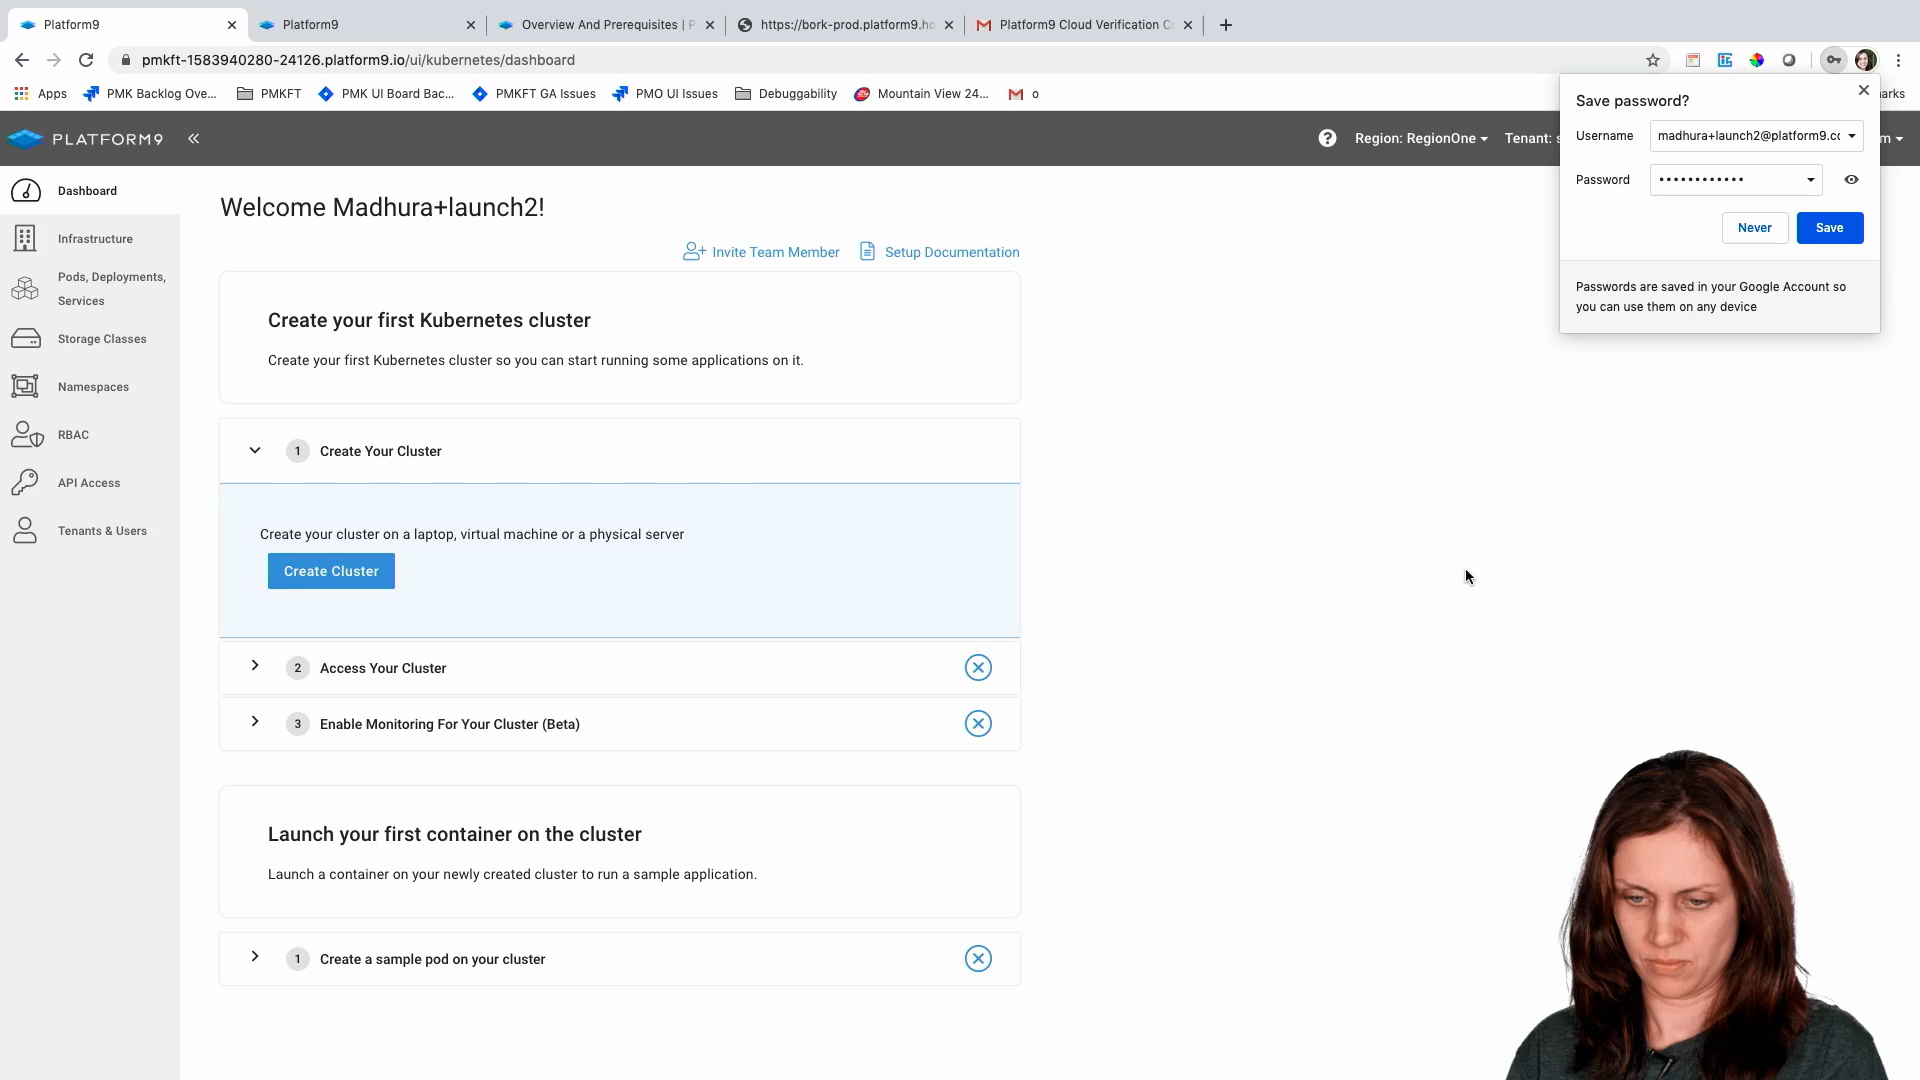 Platform9
Platform9
Overview And Prerequisites | P
https://bork-prod.platform9.ho
Platform9 Cloud Verification Co
pmkft-1583940280-24126.platform9.io/ui/kubernetes/dashboard
Apps
PMK Backlog Ove...
PMKFT
PMK UI Board Bac...
PMKFT GA Issues
PMO UI Issues
Debuggability
Mountain View 24...
o
arks
PLATFORM9
Region: RegionOne
Tenant: s
m
Save password?
Username
madhura+launch2@platform9.cc
Password
••••••••••••
Never
Save
Passwords are saved in your Google Account so
you can use them on any device
Dashboard
Infrastructure
Pods, Deployments,
Services
Storage Classes
Namespaces
RBAC
API Access
Tenants & Users
Welcome Madhura+launch2!
Invite Team Member
Setup Documentation
Create your first Kubernetes cluster
Create your first Kubernetes cluster so you can start running some applications on it.
1
Create Your Cluster
Create your cluster on a laptop, virtual machine or a physical server
Create Cluster
2
Access Your Cluster
3
Enable Monitoring For Your Cluster (Beta)
Launch your first container on the cluster
Launch a container on your newly created cluster to run a sample application.
1
Create a sample pod on your cluster